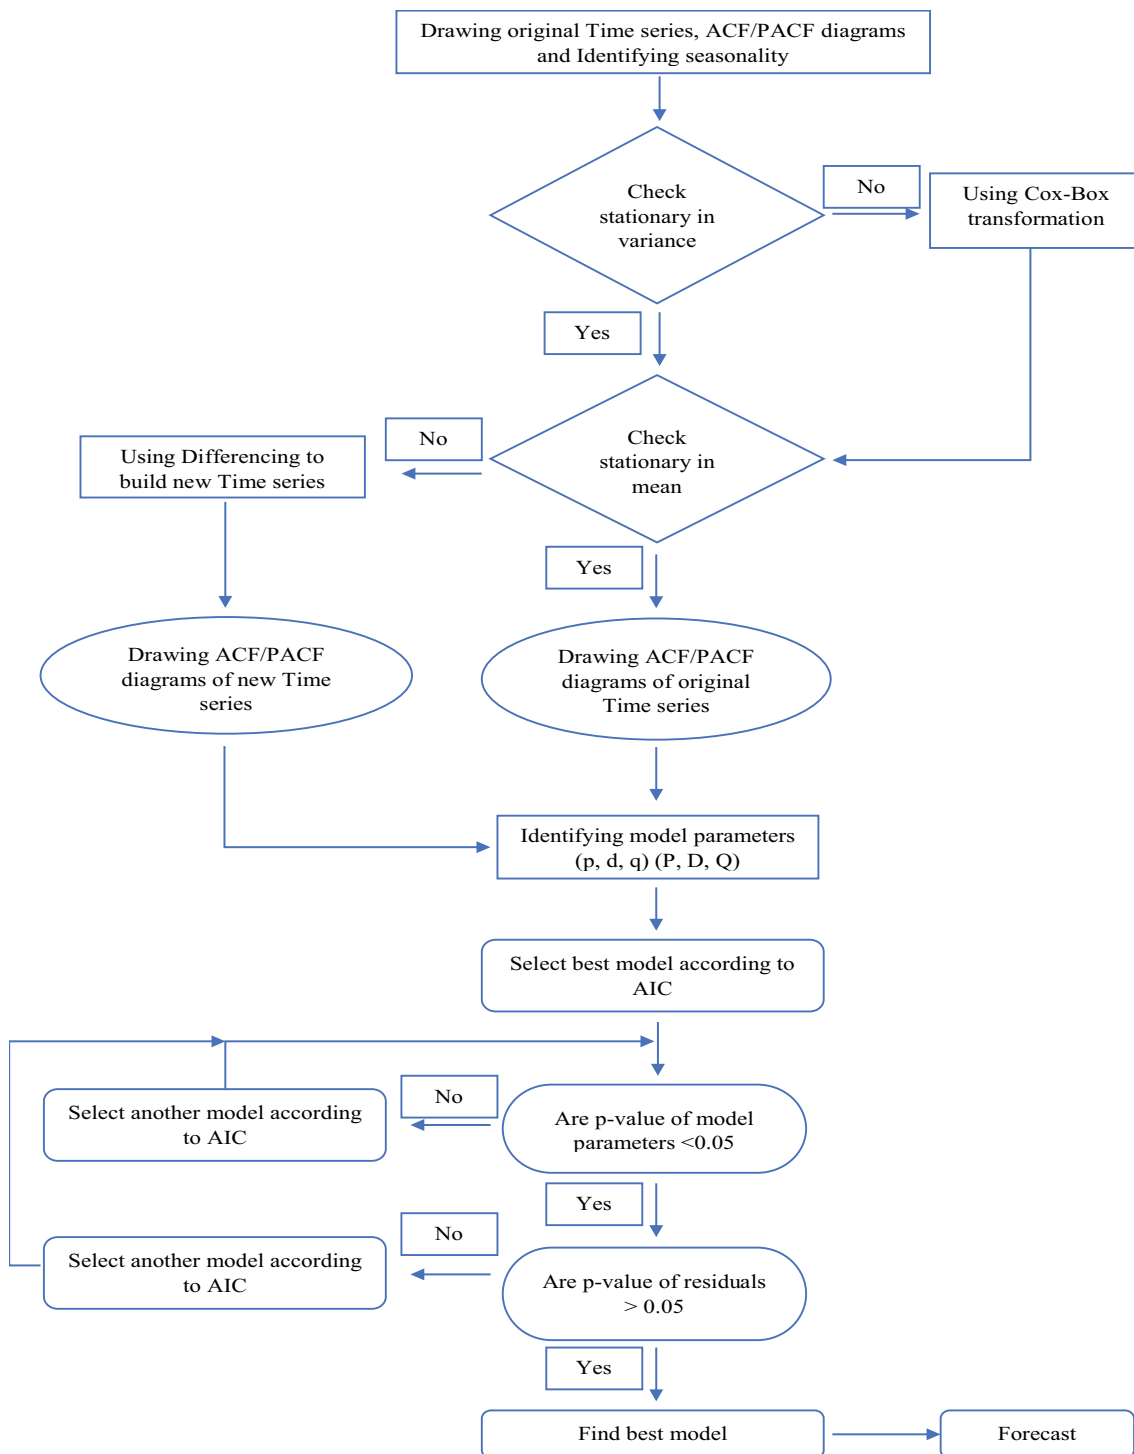 Drawing original Time series, ACF/PACF diagrams
and Identifying seasonality
Check
stationary in
variance
No
Using Cox-Box
transformation
Yes
Check
stationary in
mean
No
Using Differencing to
build new Time series
Yes
Drawing ACF/PACF
diagrams of new Time
series
Drawing ACF/PACF
diagrams of original
Time series
Identifying model parameters
(p, d, q) (P, D, Q)
Select best model according to
AIC
Select another model according
to AIC
No
Are p-value of model
parameters <0.05
Yes
Select another model according
to AIC
No
Are p-value of residuals
> 0.05
Yes
Find best model
Forecast